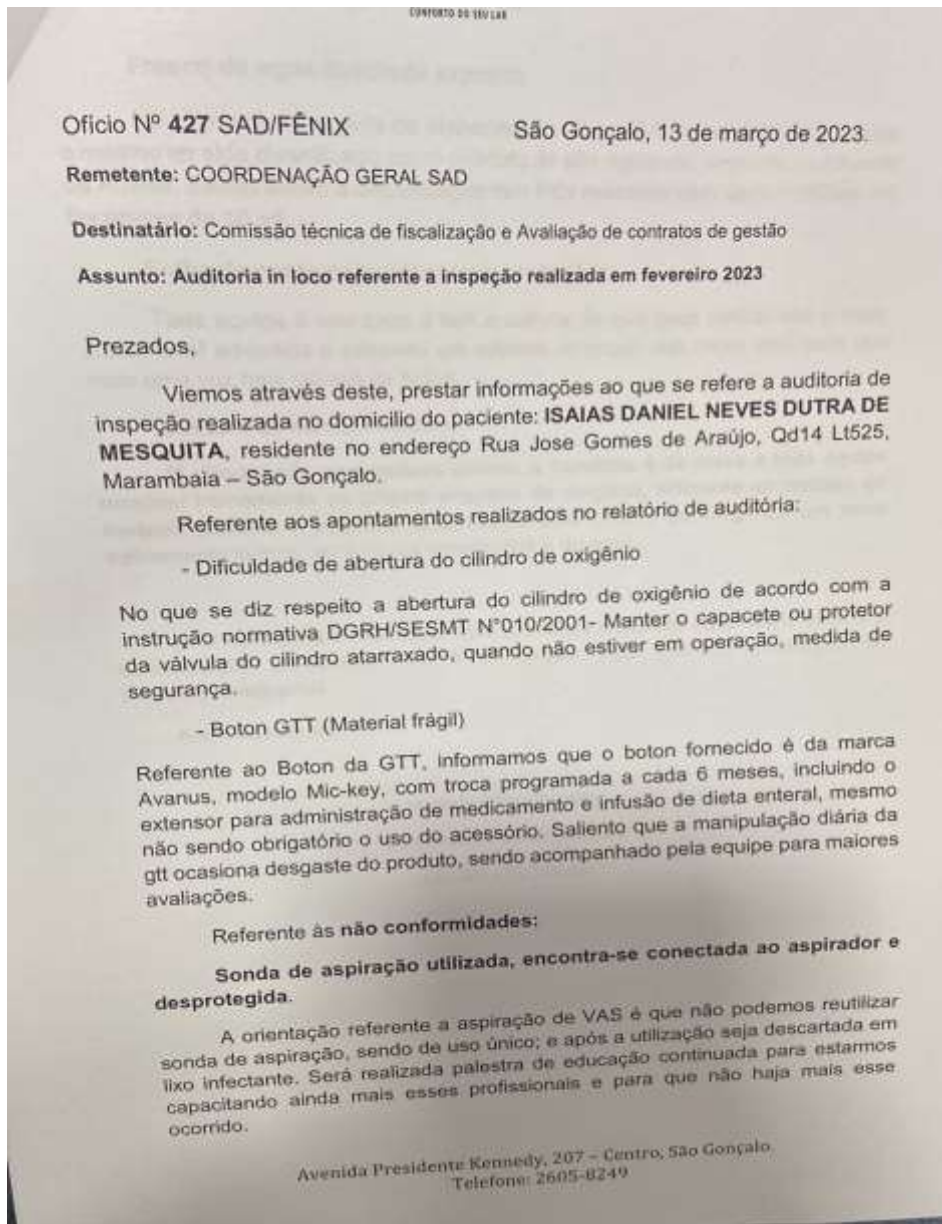 CONFORTO DO SEU LAR
Oficio Nº 427 SAD/FÊNIX São Gonçalo, 13 de março de 2023.
Remetente: COORDENAÇÃO GERAL SAD
Destinatário: Comissão técnica de fiscalização e Avaliação de contratos de gestão
Assunto: Auditoria in loco referente a inspeção realizada em fevereiro 2023
Prezados,
Viemos através deste, prestar informações ao que se refere a auditoria de
inspeção realizada no domicilio do paciente: ISAIAS DANIEL NEVES DUTRA DE
MESQUITA, residente no endereço Rua Jose Gomes de Araújo, Qd14 Lt525,
Marambaia – São Gonçalo.
Referente aos apontamentos realizados no relatório de auditória:
- Dificuldade de abertura do cilindro de oxigênio
No que se diz respeito a abertura do cilindro de oxigênio de acordo com a
instrução normativa DGRH/SESMT N°010/2001- Manter o capacete ou protetor
da válvula do cilindro atarraxado, quando não estiver em operação, medida de
segurança.
- Boton GTT (Material frágil)
Referente ao Boton da GTT, informamos que o boton fornecido é da marca
Avanus, modelo Mic-key, com troca programada a cada 6 meses, incluindo o
extensor para administração de medicamento e infusão de dieta enteral, mesmo
não sendo obrigatório o uso do acessório. Saliento que a manipulação diária da
gtt ocasiona desgaste do produto, sendo acompanhado pela equipe para maiores
avaliações.
Referente às não conformidades:
Sonda de aspiração utilizada, encontra-se conectada ao aspirador e
desprotegida.
A orientação referente a aspiração de VAS é que não podemos reutilizar
sonda de aspiração, sendo de uso único; e após a utilização seja descartada em
lixo infectante. Será realizada palestra de educação continuada para estarmos
capacitando ainda mais esses profissionais e para que não haja mais esse
ocorrido.
Avenida Presidente Kennedy, 207 – Centro, São Gonçalo.
Telefone: 2605-8249